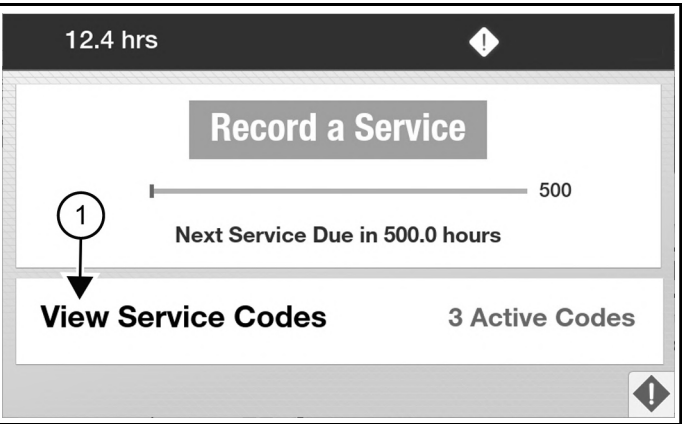 12.4 hrs
Record a Service
500
Next Service Due in 500.0 hours
1
View Service Codes
3 Active Codes